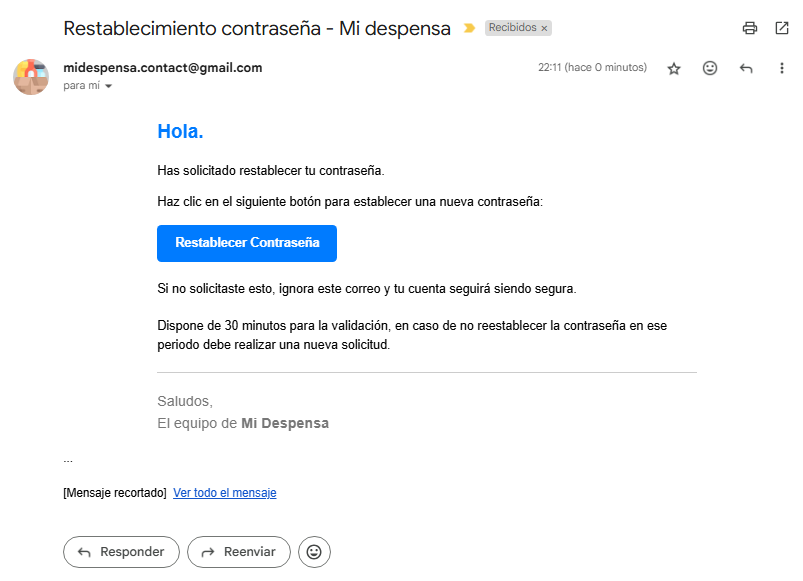 Restablecimiento contraseña - Mi despensa
Recibidos ×
midespensa.contact@gmail.com
22:11 (hace 0 minutos)
para mí
Hola.
Has solicitado restablecer tu contraseña.
Haz clic en el siguiente botón para establecer una nueva contraseña:
Restablecer Contraseña
Si no solicitaste esto, ignora este correo y tu cuenta seguirá siendo segura.
Dispone de 30 minutos para la validación, en caso de no reestablecer la contraseña en ese
periodo debe realizar una nueva solicitud.
Saludos,
El equipo de Mi Despensa
...
[Mensaje recortado] Ver todo el mensaje
Responder
Reenviar